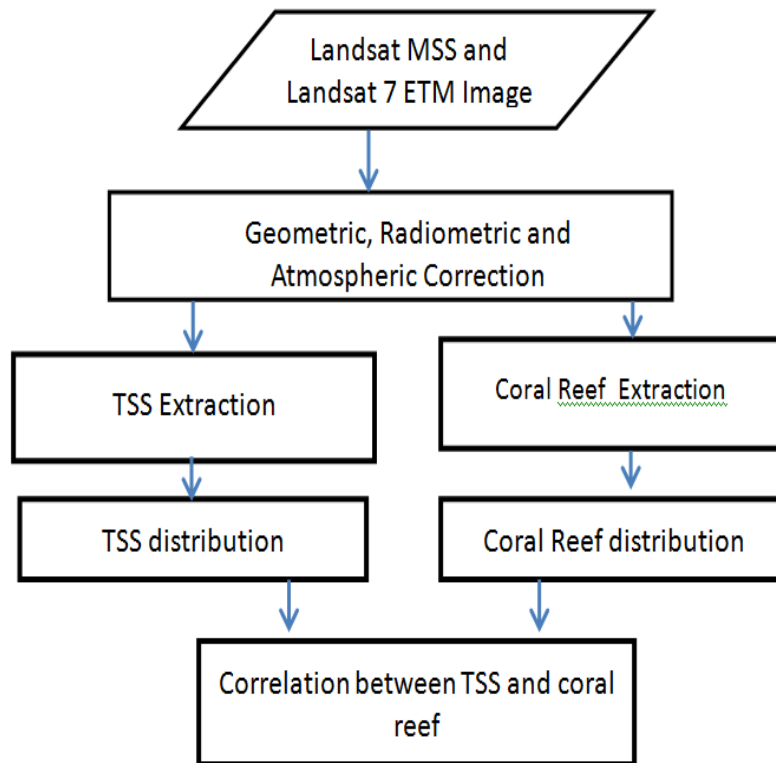 Landsat MSS and
Landsat 7 ETM Image
Geometric, Radiometric and
Atmospheric Correction
TSS Extraction
Coral Reef Extraction
TSS distribution
Coral Reef distribution
Correlation between TSS and coral
reef